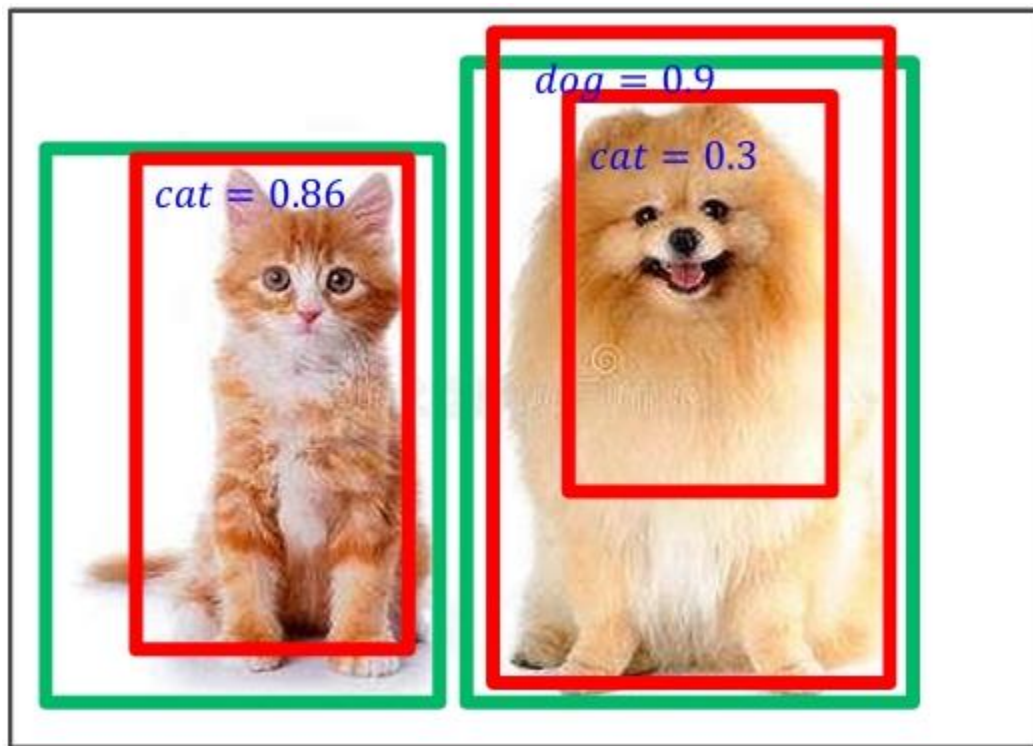 dog = 0.9
cat = 0.3
cat = 0.86